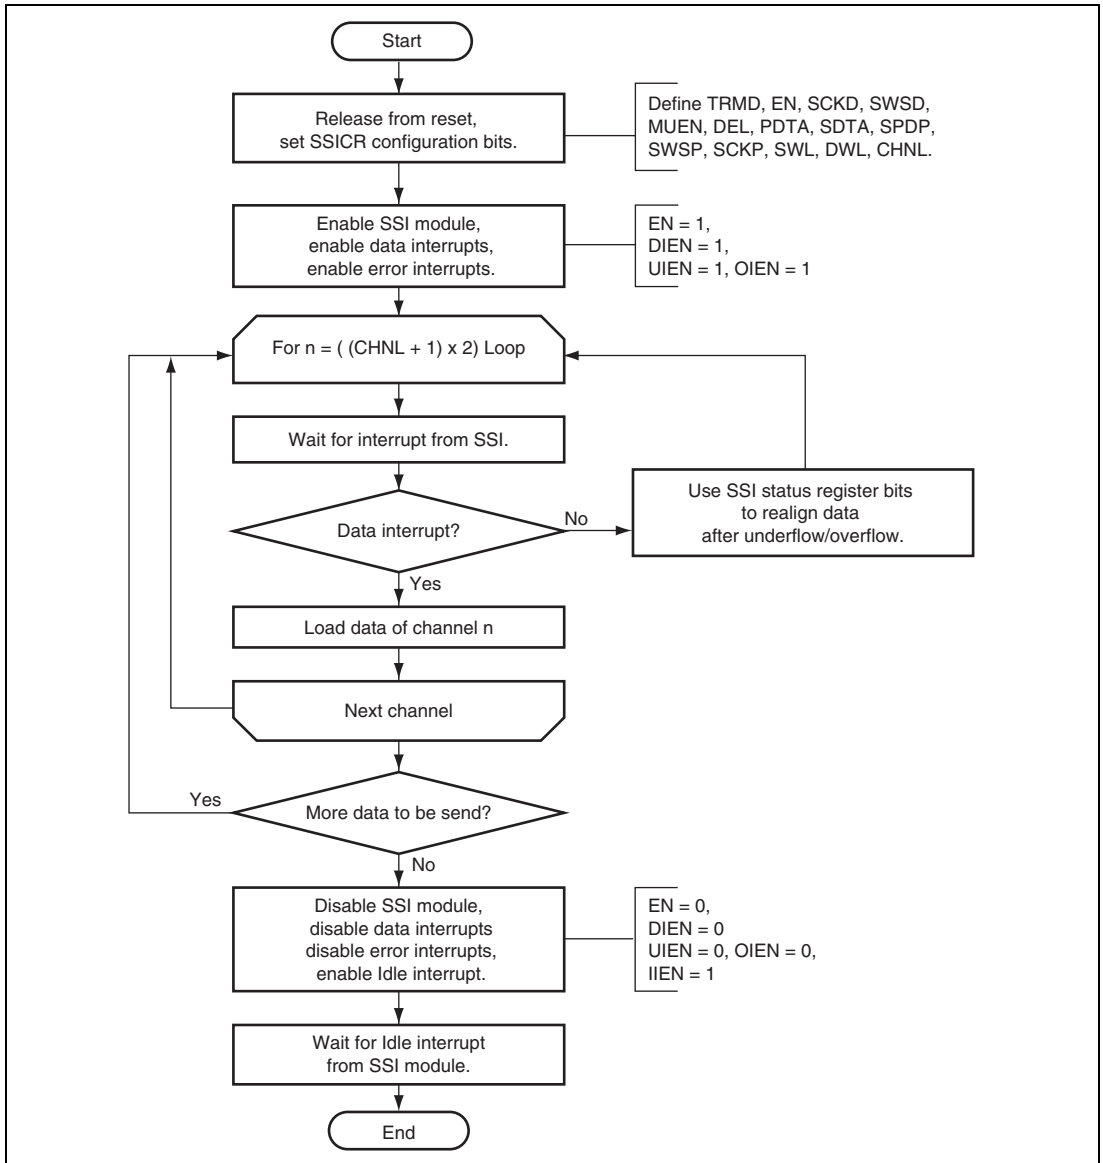 Start
Release from reset,
set SSICR configuration bits.
Define TRMD, EN, SCKD, SWSD,
MUEN, DEL, PDTA, SDTA, SPDP,
SWSP, SCKP, SWL, DWL, CHNL.
Enable SSI module,
enable data interrupts,
enable error interrupts.
EN = 1,
DIEN = 1,
UIEN = 1, OIEN = 1
For n = ( (CHNL + 1) x 2) Loop
Wait for interrupt from SSI.
Data interrupt?
No
Use SSI status register bits
to realign data
after underflow/overflow.
Yes
Load data of channel n
Next channel
Yes
More data to be send?
No
Disable SSI module,
disable data interrupts
disable error interrupts,
enable Idle interrupt.
EN = 0,
DIEN = 0
UIEN = 0, OIEN = 0,
IIEN = 1
Wait for Idle interrupt
from SSI module.
End